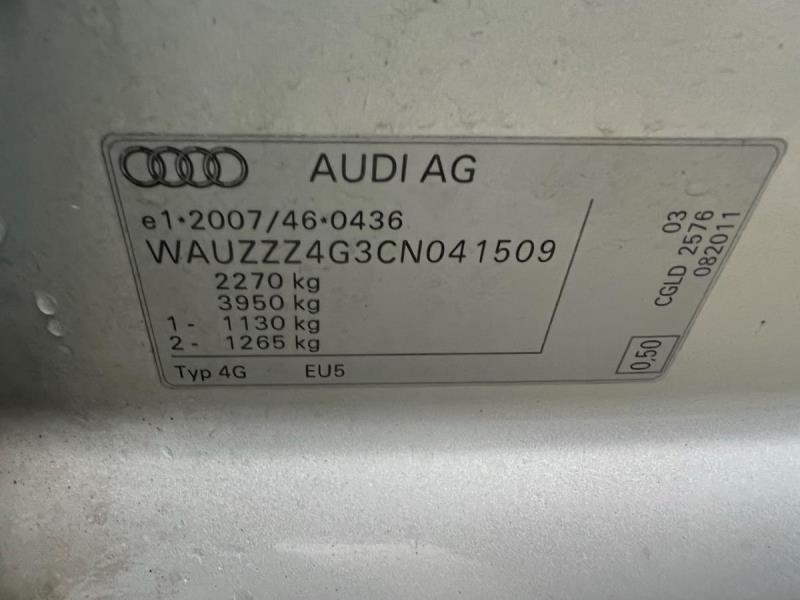 AUDI AG
e1*2007/46*0436
WAUZZZ4G3CN041509
2270 kg
3950 kg
1- 1130 kg
2- 1265 kg
Typ 4G EU5
03
CGLD 2576
082011
0,50